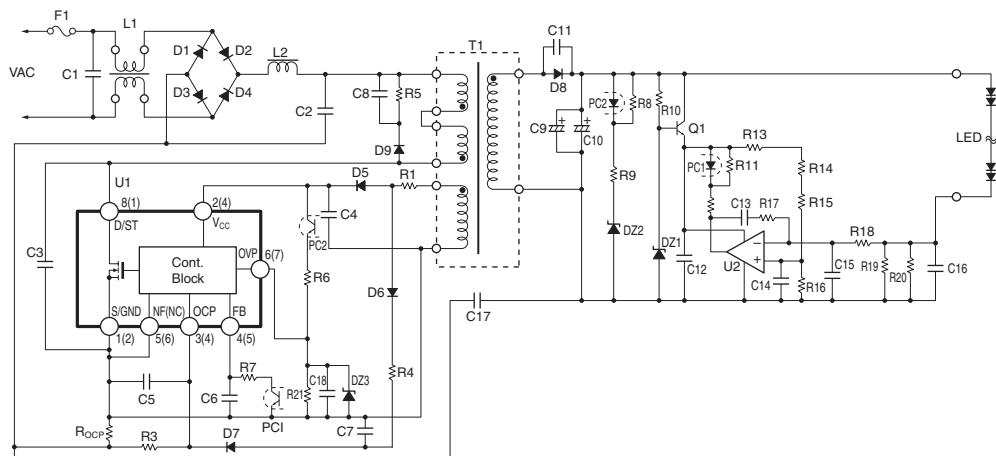 F1
L1
VAC
C1
D1
D2
D3
D4
L2
C2
C8
R5
D9
T1
C11
D8
C9
+
C10
+
PC2
R8
R10
Q1
R9
DZ2
DZ1
PC1
R11
R13
R14
R15
C13
R17
U2
−
+
C12
C14
R16
C15
R18
R19
R20
C16
LED
C17
U1
8(1)
D/ST
2(4)
VCC
Cont.
Block
OVP
6(7)
S/GND
NF(NC)
OCP
FB
1(2)
5(6)
3(4)
4(5)
C3
D5
R1
C4
PC2
R6
D6
R4
C5
C6
R7
PCI
R21
C18
DZ3
C7
ROCP
R3
D7